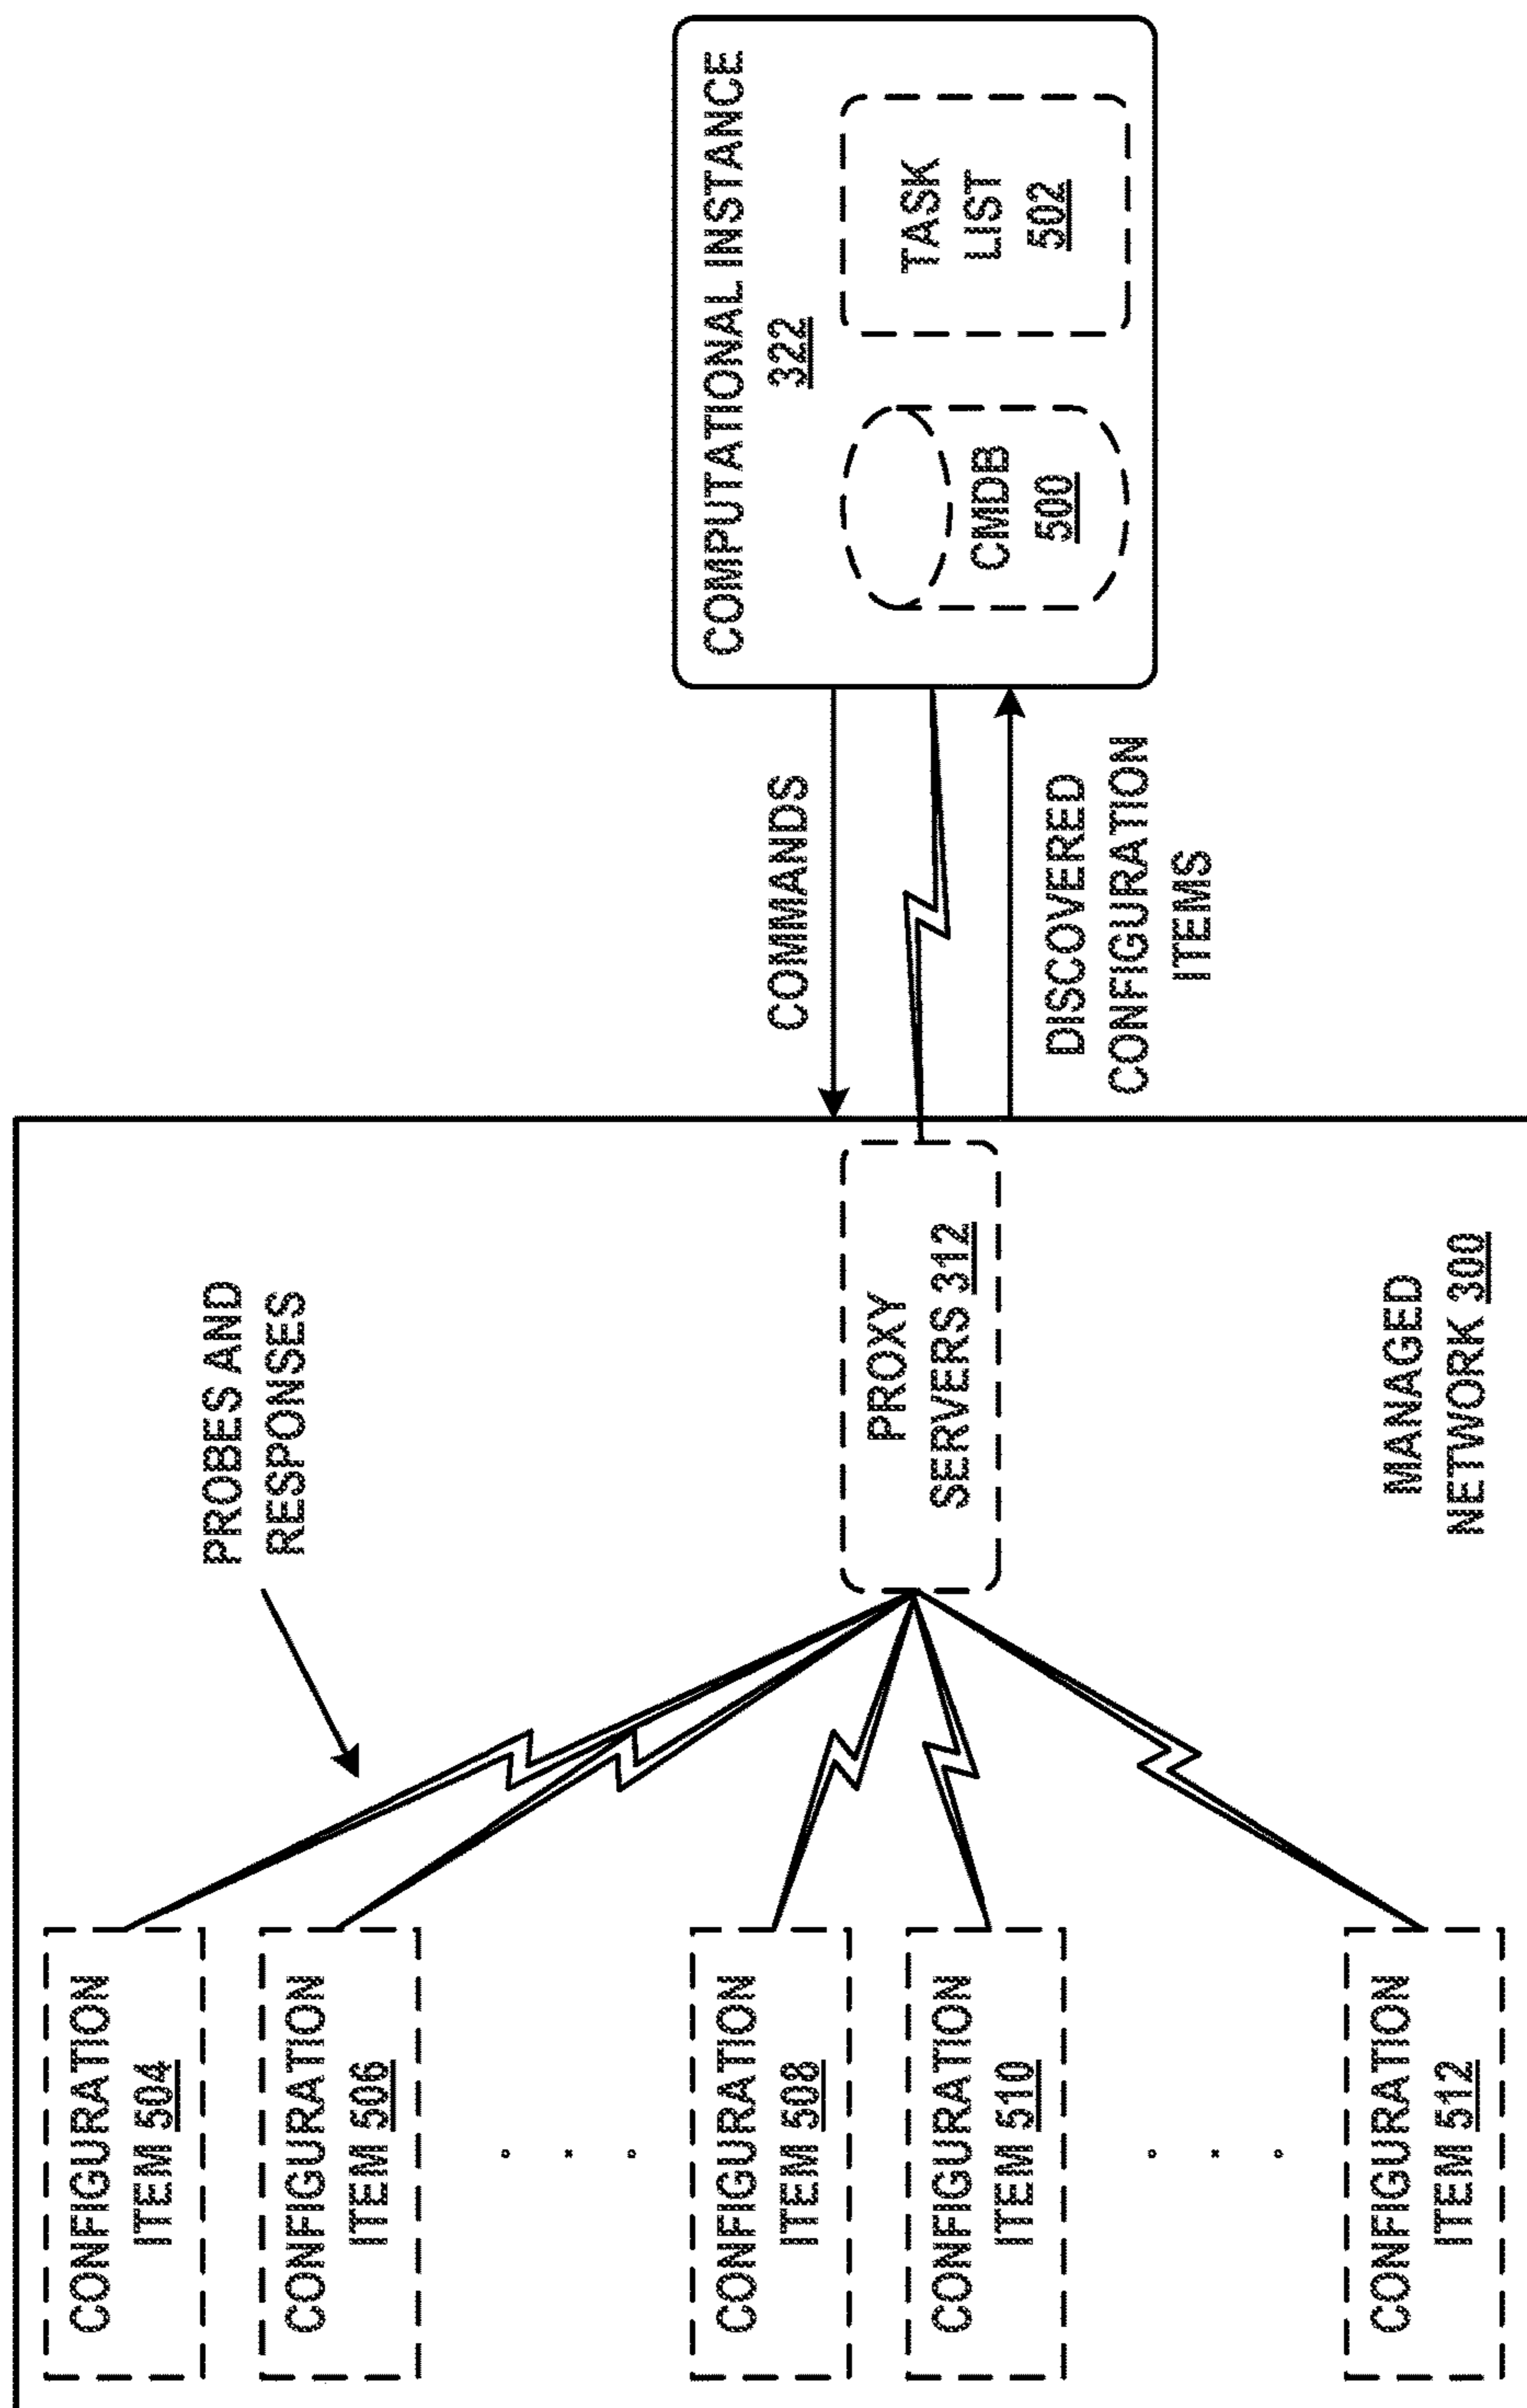 CONFIGURATION
ITEM 504
CONFIGURATION
ITEM 506
CONFIGURATION
ITEM 508
CONFIGURATION
ITEM 510
CONFIGURATION
ITEM 512
PROBES AND
RESPONSES
PROXY
SERVERS 312
MANAGED
NETWORK 300
COMMANDS
DISCOVERED
CONFIGURATION
ITEMS
COMPUTATIONAL INSTANCE
322
CMDB
500
TASK
LIST
502